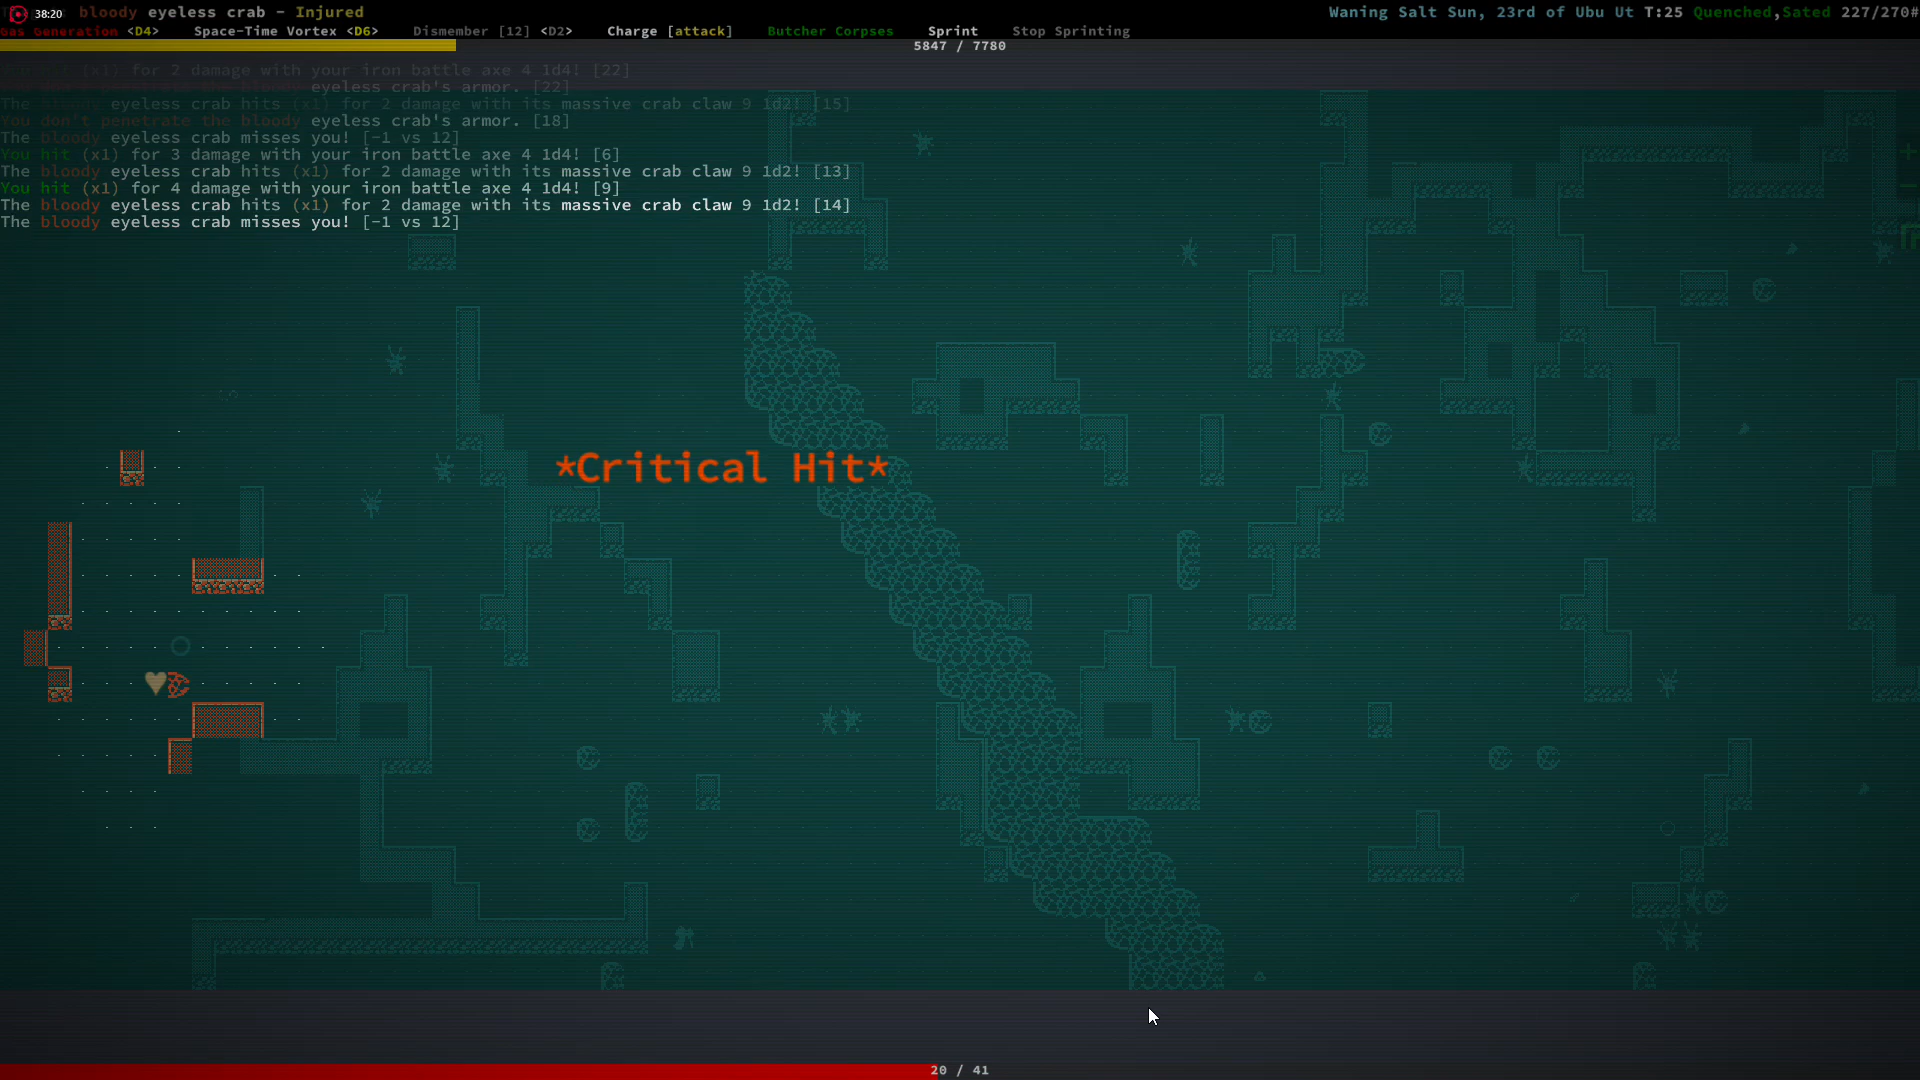 38:20 bloody eyeless crab - Injured
Waning Salt Sun, 23rd of Ubu Ut T:25 Quenched,Sated 227/270#
Gas Generation <D4> Space-Time Vortex <D6> Dismember [12] <D2> Charge [attack] Butcher Corpses Sprint Stop Sprinting
5847 / 7780
(x1) for 2 damage with your iron battle axe 4 1d4! [22]
eyeless crab's armor. [22]
The bloody eyeless crab hits (x1) for 2 damage with its massive crab claw 9 1d2! [15]
You don't penetrate the bloody eyeless crab's armor. [18]
The bloody eyeless crab misses you! [-1 vs 12]
You hit (x1) for 3 damage with your iron battle axe 4 1d4! [6]
The bloody eyeless crab hits (x1) for 2 damage with its massive crab claw 9 1d2! [13]
You hit (x1) for 4 damage with your iron battle axe 4 1d4! [9]
The bloody eyeless crab hits (x1) for 2 damage with its massive crab claw 9 1d2! [14]
The bloody eyeless crab misses you! [-1 vs 12]
*Critical Hit*
20 / 41